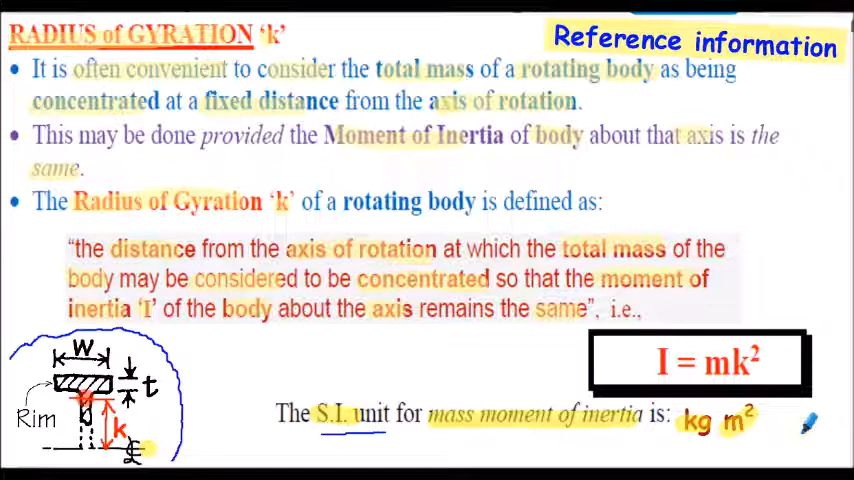 RADIUS of GYRATION ‘k’
Reference information
• It is often convenient to consider the total mass of a rotating body as being
concentrated at a fixed distance from the axis of rotation.
• This may be done provided the Moment of Inertia of body about that axis is the
same.
• The Radius of Gyration ‘k’ of a rotating body is defined as:
“the distance from the axis of rotation at which the total mass of the
body may be considered to be concentrated so that the moment of
inertia ‘I’ of the body about the axis remains the same”, i.e.,
I = mk²
W
t
Rim
k
℄
The S.I. unit for mass moment of inertia is: kg m²